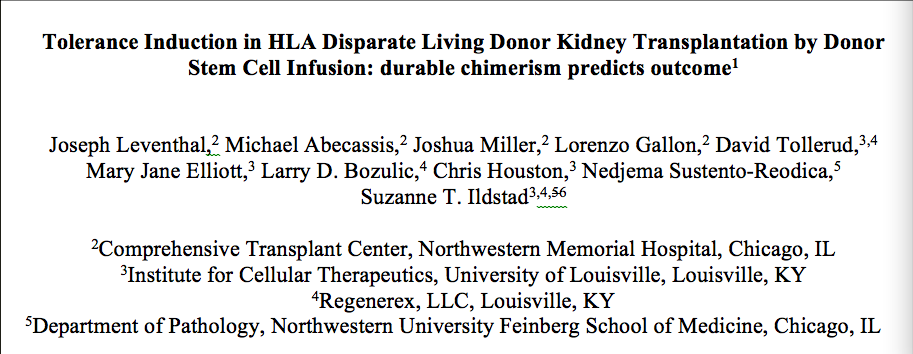 Tolerance Induction in HLA Disparate Living Donor Kidney Transplantation by Donor
Stem Cell Infusion: durable chimerism predicts outcome¹
Joseph Leventhal,² Michael Abecassis,² Joshua Miller,² Lorenzo Gallon,² David Tollerud,³,⁴
Mary Jane Elliott,³ Larry D. Bozulic,⁴ Chris Houston,³ Nedjema Sustento-Reodica,⁵
Suzanne T. Ildstad³,⁴,⁵⁶
²Comprehensive Transplant Center, Northwestern Memorial Hospital, Chicago, IL
³Institute for Cellular Therapeutics, University of Louisville, Louisville, KY
⁴Regenerex, LLC, Louisville, KY
⁵Department of Pathology, Northwestern University Feinberg School of Medicine, Chicago, IL